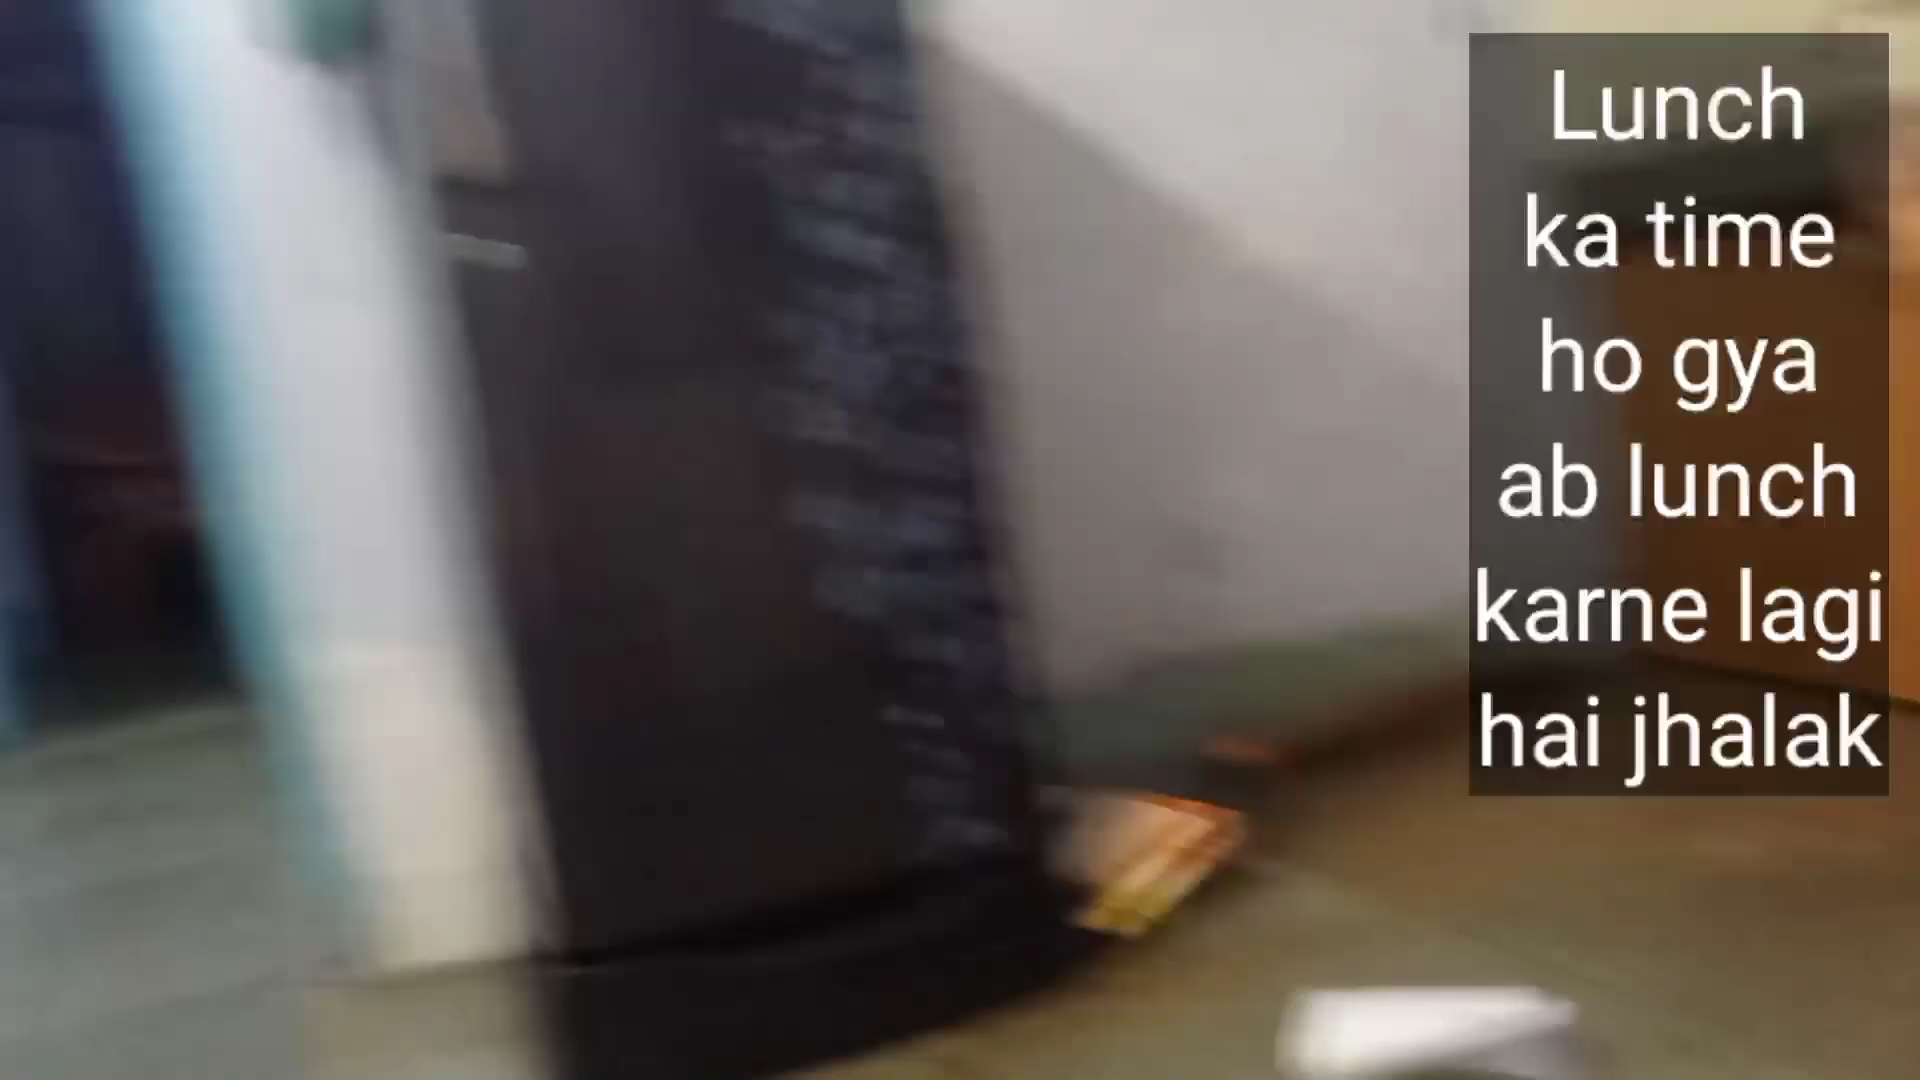 Lunch
ka time
ho gya
ab lunch
karne lagi
hai jhalak